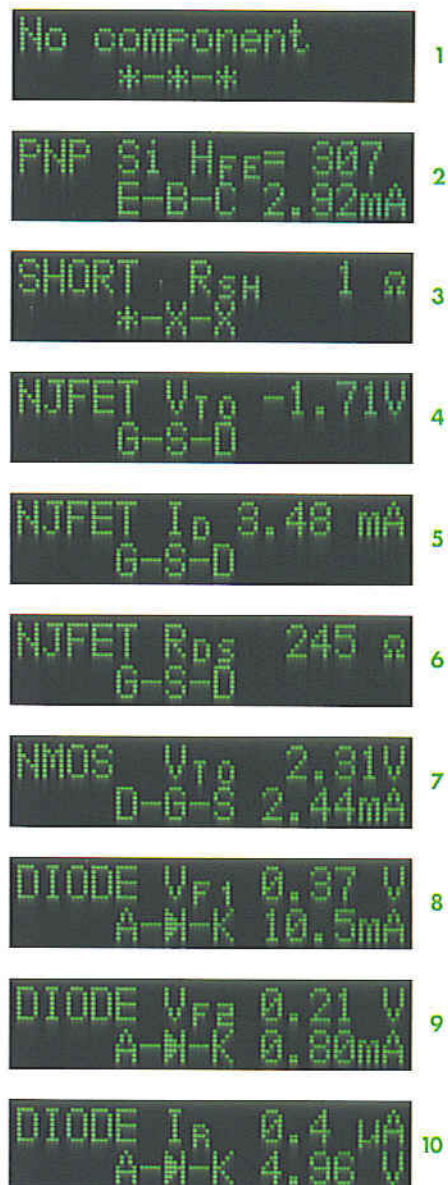 No component
*-*-*
1
PNP Si HFE= 307
E-B-C 2.92mA
2
SHORT RSH 1 Ω
*-X-X
3
NJFET VTO -1.71V
G-S-D
4
NJFET ID 3.48 mA
G-S-D
5
NJFET RDS 245 Ω
G-S-D
6
NMOS VTO 2.31V
D-G-S 2.44mA
7
DIODE VF1 0.37 V
A-▶-K 10.5mA
8
DIODE VF2 0.21 V
A-▶-K 0.80mA
9
DIODE IR 0.4 µA
A-▶-K 4.96 V
10